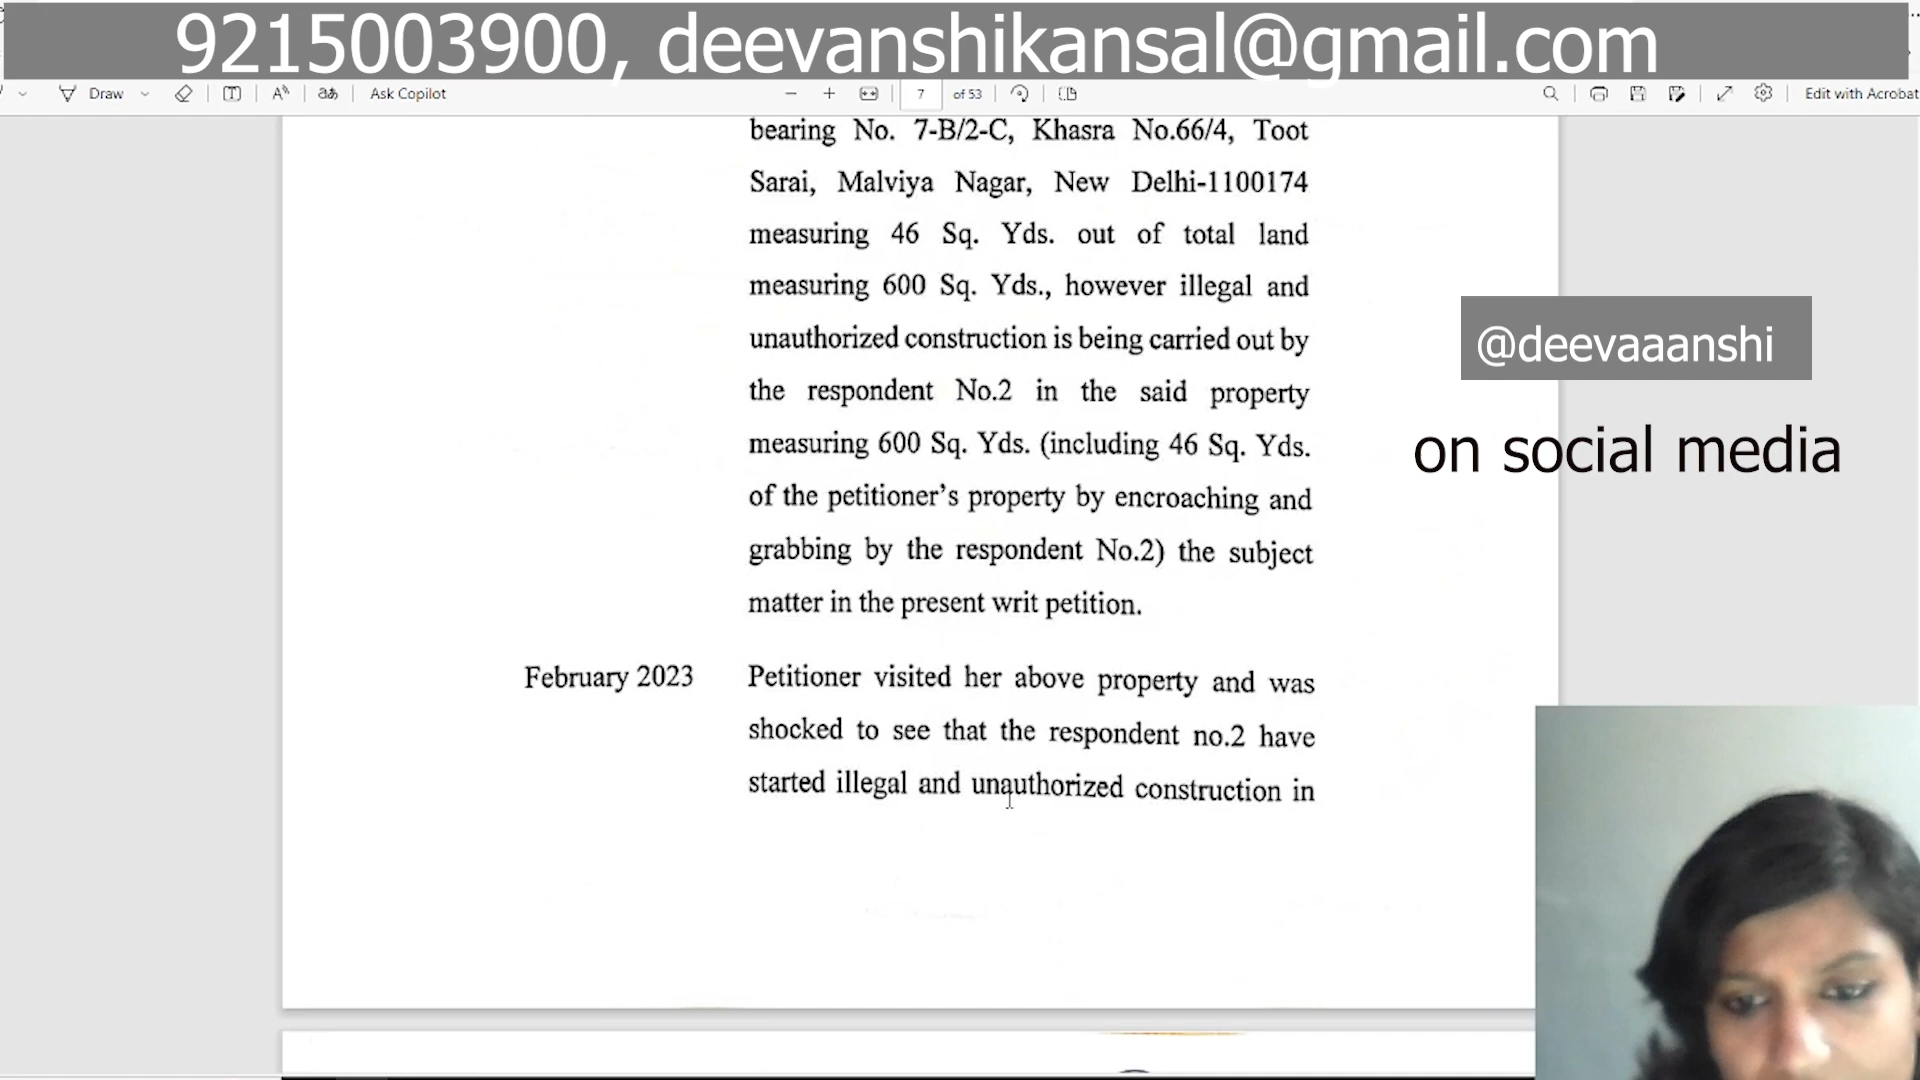 9215003900, deevanshikansal@gmail.com
Draw
Ask Copilot
7 of 53
Edit with Acrobat
bearing No. 7-B/2-C, Khasra No.66/4, Toot
Sarai, Malviya Nagar, New Delhi-1100174
measuring 46 Sq. Yds. out of total land
measuring 600 Sq. Yds., however illegal and
unauthorized construction is being carried out by
the respondent No.2 in the said property
measuring 600 Sq. Yds. (including 46 Sq. Yds.
of the petitioner's property by encroaching and
grabbing by the respondent No.2) the subject
matter in the present writ petition.
@deevaaanshi
on social media
February 2023 Petitioner visited her above property and was
shocked to see that the respondent no.2 have
started illegal and unauthorized construction in